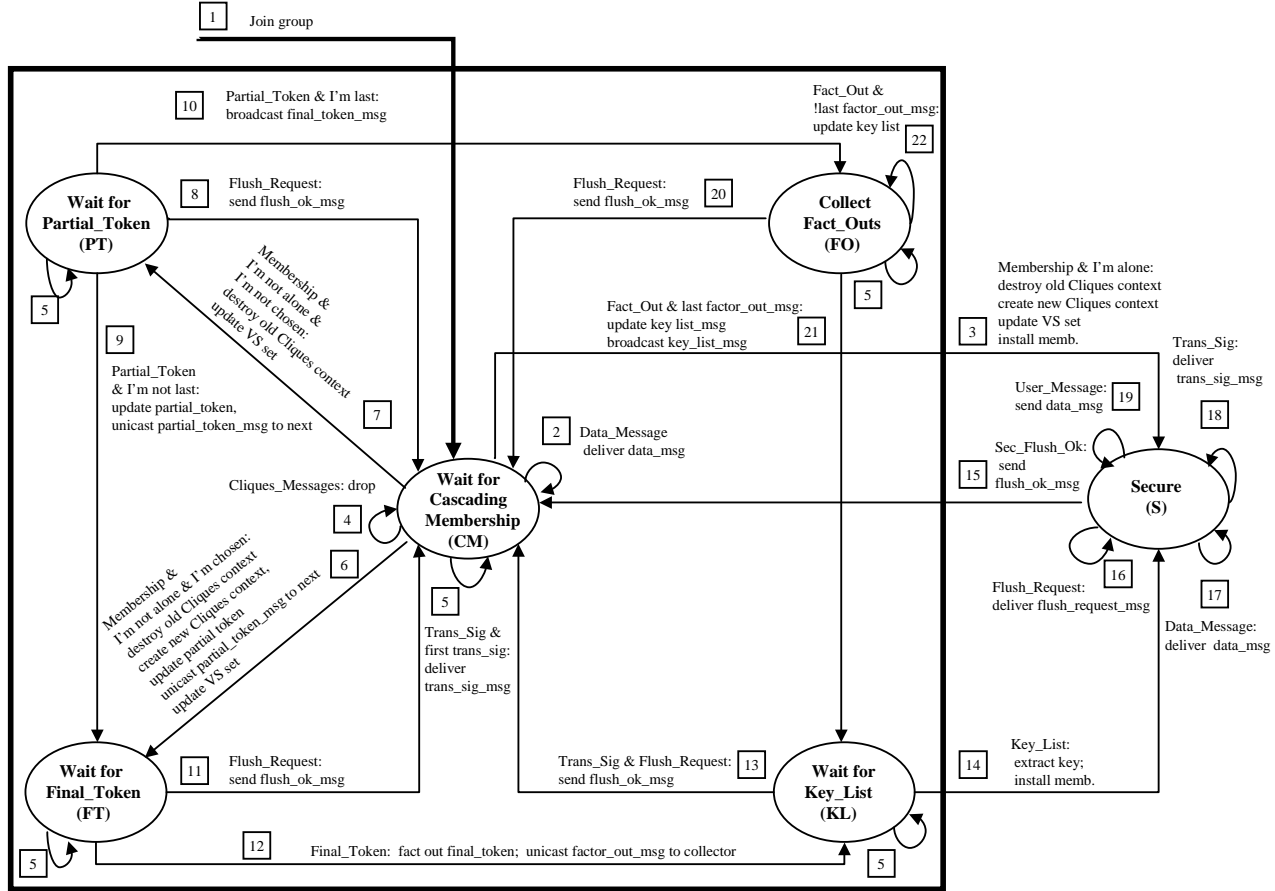 1
Join group
10
Partial_Token & I'm last:
broadcast final_token_msg
Fact_Out &
!last factor_out_msg:
update key list
22
Wait for
Partial_Token
(PT)
8
Flush_Request:
send flush_ok_msg
Flush_Request:
send flush_ok_msg
20
Collect
Fact_Outs
(FO)
5
5
Membership &
I'm not alone &
I'm not chosen:
destroy old Cliques context
update VS set
7
9
Partial_Token
& I'm not last:
update partial_token,
unicast partial_token_msg to next
Fact_Out & last factor_out_msg:
update key list_msg
broadcast key_list_msg
21
Membership & I'm alone:
destroy old Cliques context
create new Cliques context
update VS set
install memb.
3
Trans_Sig:
deliver
trans_sig_msg
18
User_Message:
send data_msg
19
2
Data_Message
deliver data_msg
Sec_Flush_Ok:
send
flush_ok_msg
15
Cliques_Messages: drop
4
Wait for
Cascading
Membership
(CM)
Secure
(S)
5
Trans_Sig &
first trans_sig:
deliver
trans_sig_msg
6
Membership &
I'm not alone & I'm chosen:
destroy old Cliques context
create new Cliques context,
update partial token
unicast partial_token_msg to next
update VS set
16
Flush_Request:
deliver flush_request_msg
17
Data_Message:
deliver data_msg
Wait for
Final_Token
(FT)
11
Flush_Request:
send flush_ok_msg
Trans_Sig & Flush_Request:
send flush_ok_msg
13
Wait for
Key_List
(KL)
14
Key_List:
extract key;
install memb.
5
12
Final_Token: fact out final_token; unicast factor_out_msg to collector
5